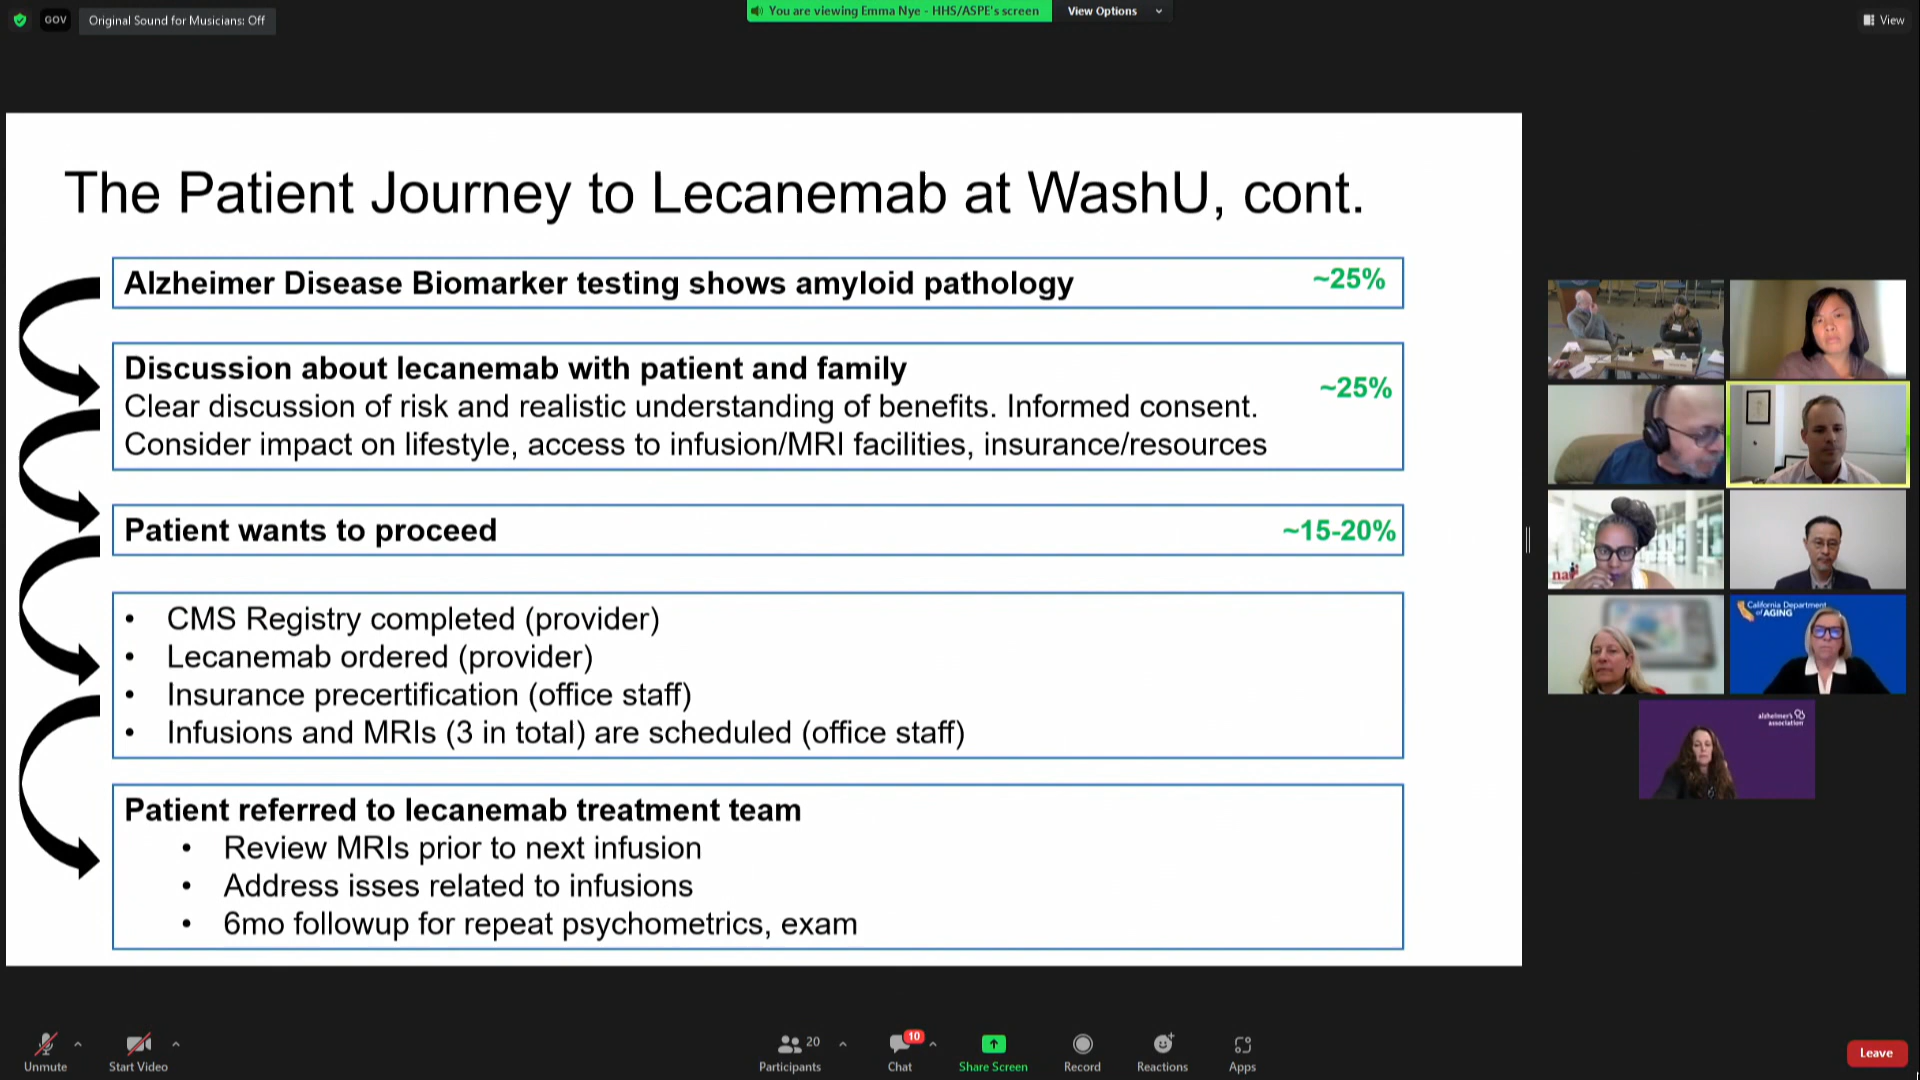 GOV
Original Sound for Musicians: Off
You are viewing Emma Nye - HHS/ASPE's screen
View Options
View
The Patient Journey to Lecanemab at WashU, cont.
Alzheimer Disease Biomarker testing shows amyloid pathology ~25%
Discussion about lecanemab with patient and family
~25%
Clear discussion of risk and realistic understanding of benefits. Informed consent.
Consider impact on lifestyle, access to infusion/MRI facilities, insurance/resources
Patient wants to proceed ~15-20%
• CMS Registry completed (provider)
• Lecanemab ordered (provider)
• Insurance precertification (office staff)
• Infusions and MRIs (3 in total) are scheduled (office staff)
Patient referred to lecanemab treatment team
• Review MRIs prior to next infusion
• Address isses related to infusions
• 6mo followup for repeat psychometrics, exam
California Department
of AGING
alzheimer's
association
Unmute
Start Video
20
Participants
10
Chat
Share Screen
Record
Reactions
Apps
Leave